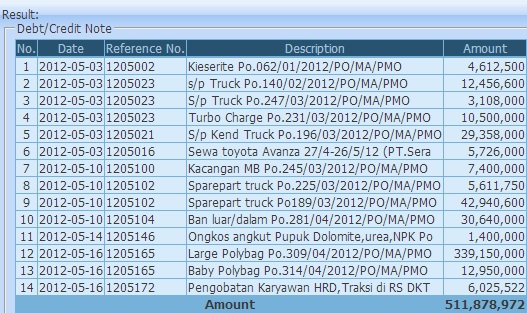 Result:
Debt/Credit Note
No. Date Reference No. Description Amount
1 2012-05-03 1205002 Kieserite Po.062/01/2012/PO/MA/PMO 4,612,500
2 2012-05-03 1205023 s/p Truck Po.140/02/2012/PO/MA/PMO 12,456,600
3 2012-05-03 1205023 S/p Truck Po.247/03/2012/PO/MA/PMO 3,108,000
4 2012-05-03 1205023 Turbo Charge Po.231/03/2012/PO/MA/PMO 10,500,000
5 2012-05-03 1205021 S/p Kend Truck Po.196/03/2012/PO/MA/PMO 29,358,000
6 2012-05-03 1205016 Sewa toyota Avanza 27/4-26/5/12 (PT.Sera 5,726,000
7 2012-05-10 1205100 Kacangan MB Po.245/03/2012/PO/MA/PMO 7,400,000
8 2012-05-10 1205102 Sparepart truck Po.225/03/2012/PO/MA/PMO 5,611,750
9 2012-05-10 1205102 Sparepart truck Po189/03/2012/PO/MA/PMO 42,940,600
10 2012-05-10 1205104 Ban luar/dalam Po.281/04/2012/PO/MA/PMO 30,640,000
11 2012-05-14 1205146 Ongkos angkut Pupuk Dolomite,urea,NPK Po 1,400,000
12 2012-05-16 1205165 Large Polybag Po.309/04/2012/PO/MA/PMO 339,150,000
13 2012-05-16 1205165 Baby Polybag Po.314/04/2012/PO/MA/PMO 12,950,000
14 2012-05-16 1205172 Pengobatan Karyawan HRD,Traksi di RS DKT 6,025,522
Amount 511,878,972